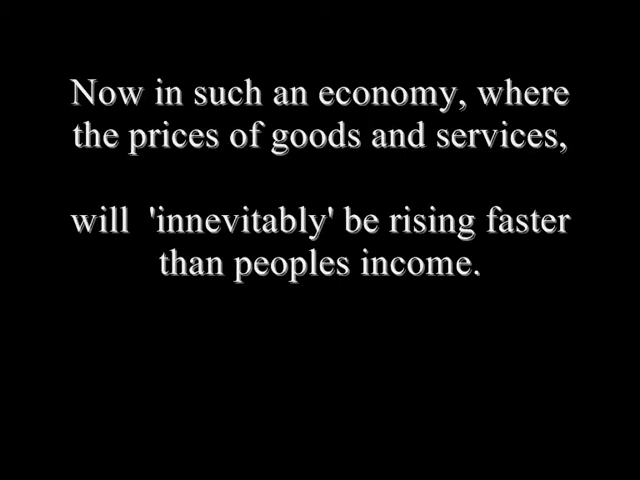 Now in such an economy, where
the prices of goods and services,
will 'innevitably' be rising faster
than peoples income.